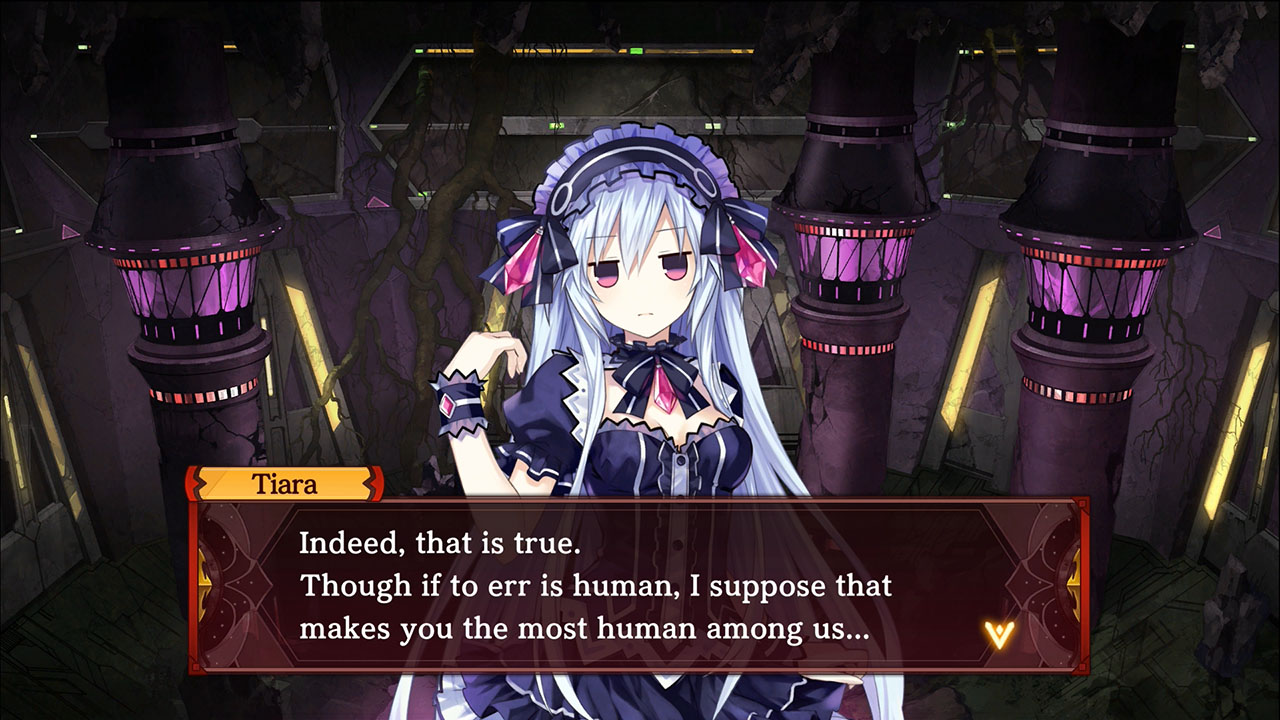 Tiara
Indeed, that is true.
Though if to err is human, I suppose that
makes you the most human among us...